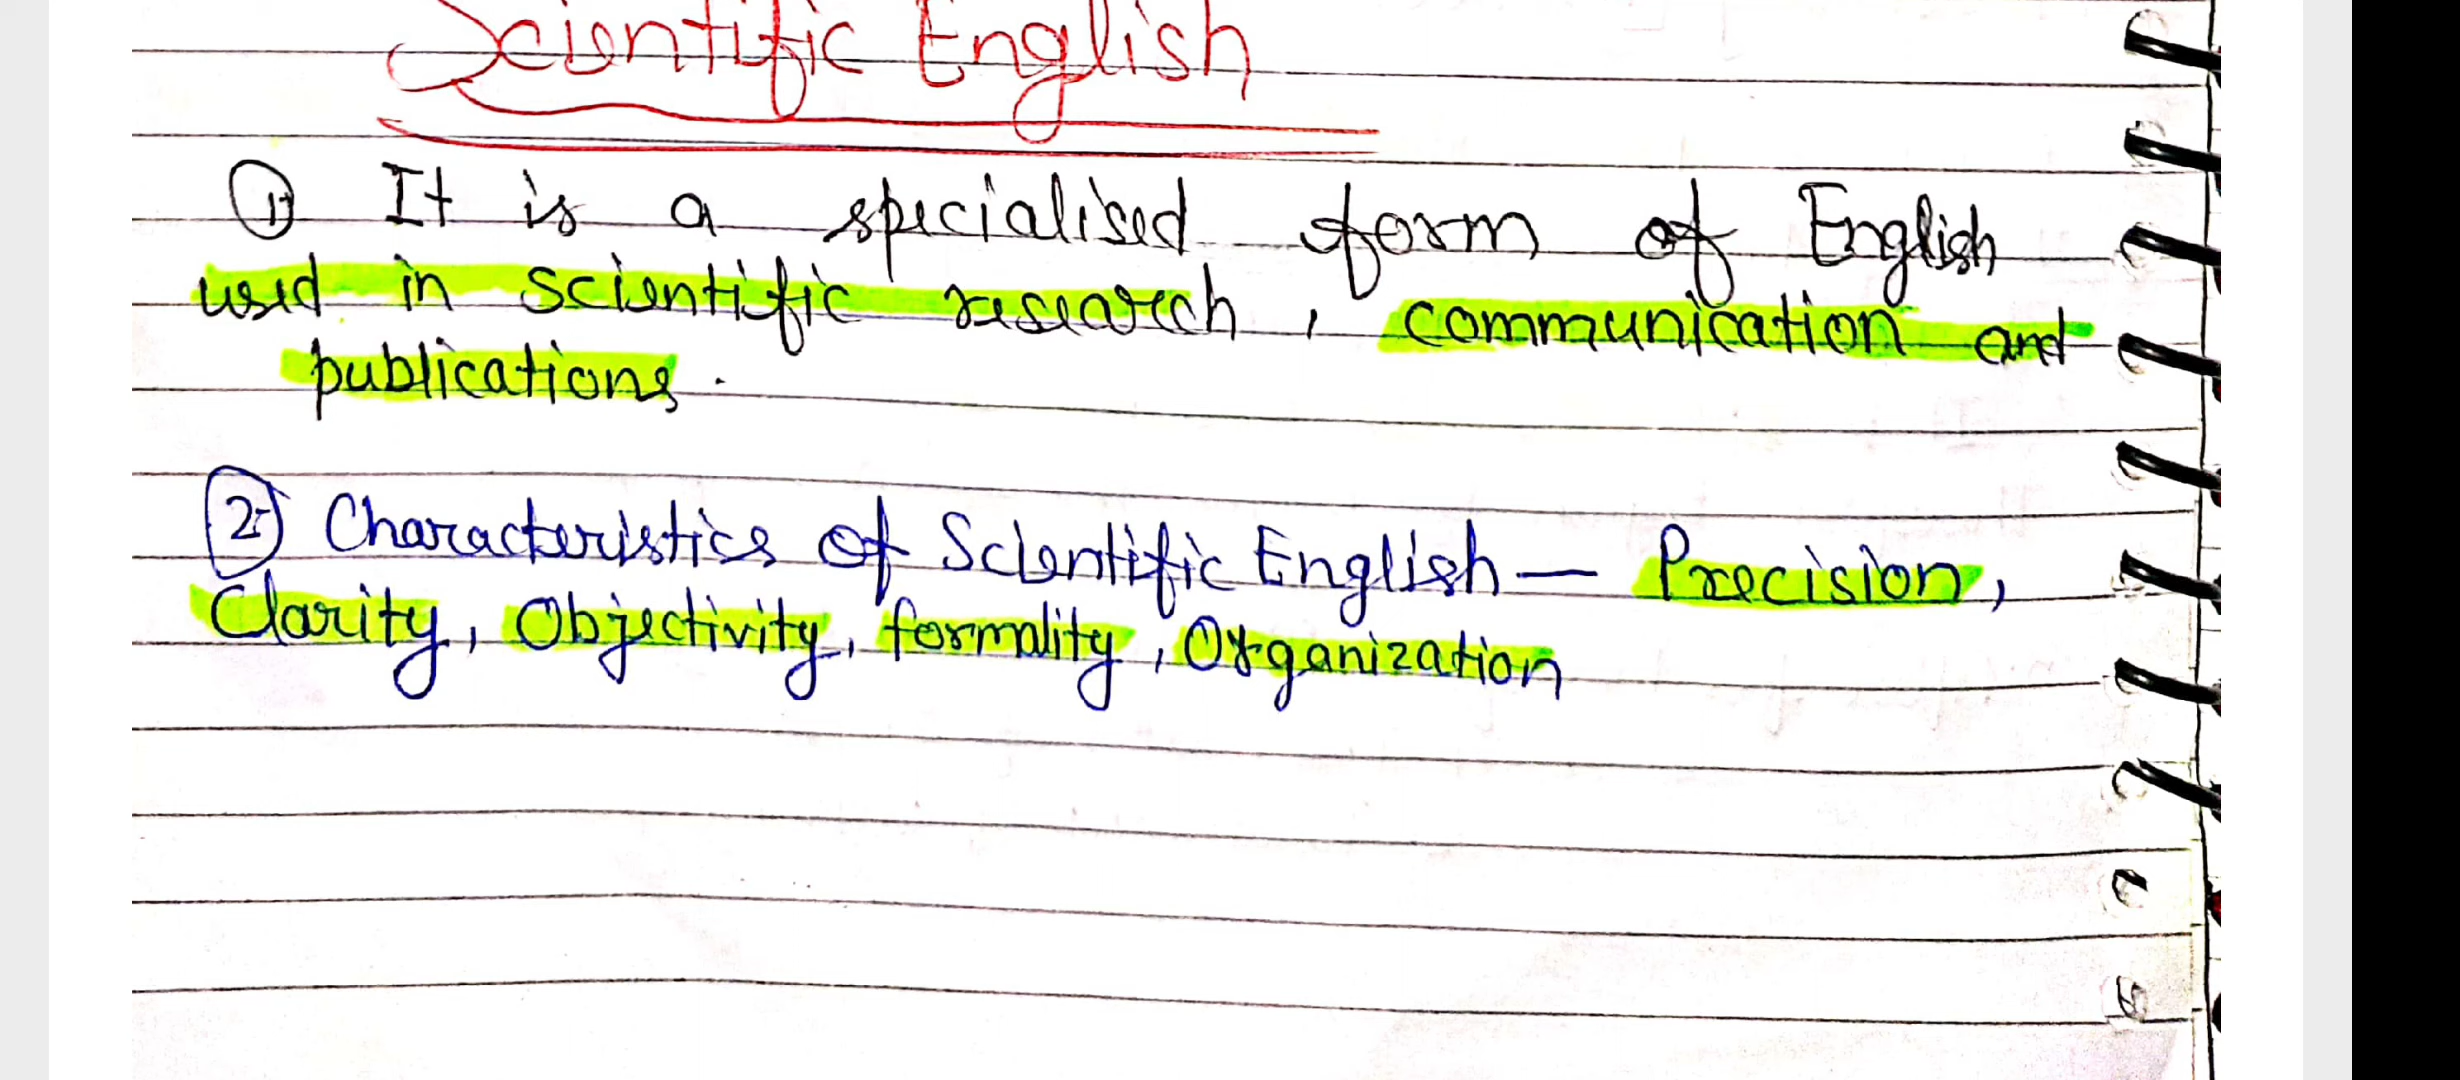 Scientific English
① It is a specialised form of English
used in scientific research, communication and
publications.
② Characteristics of Scientific English — Precision,
Clarity, Objectivity, formality, Organization